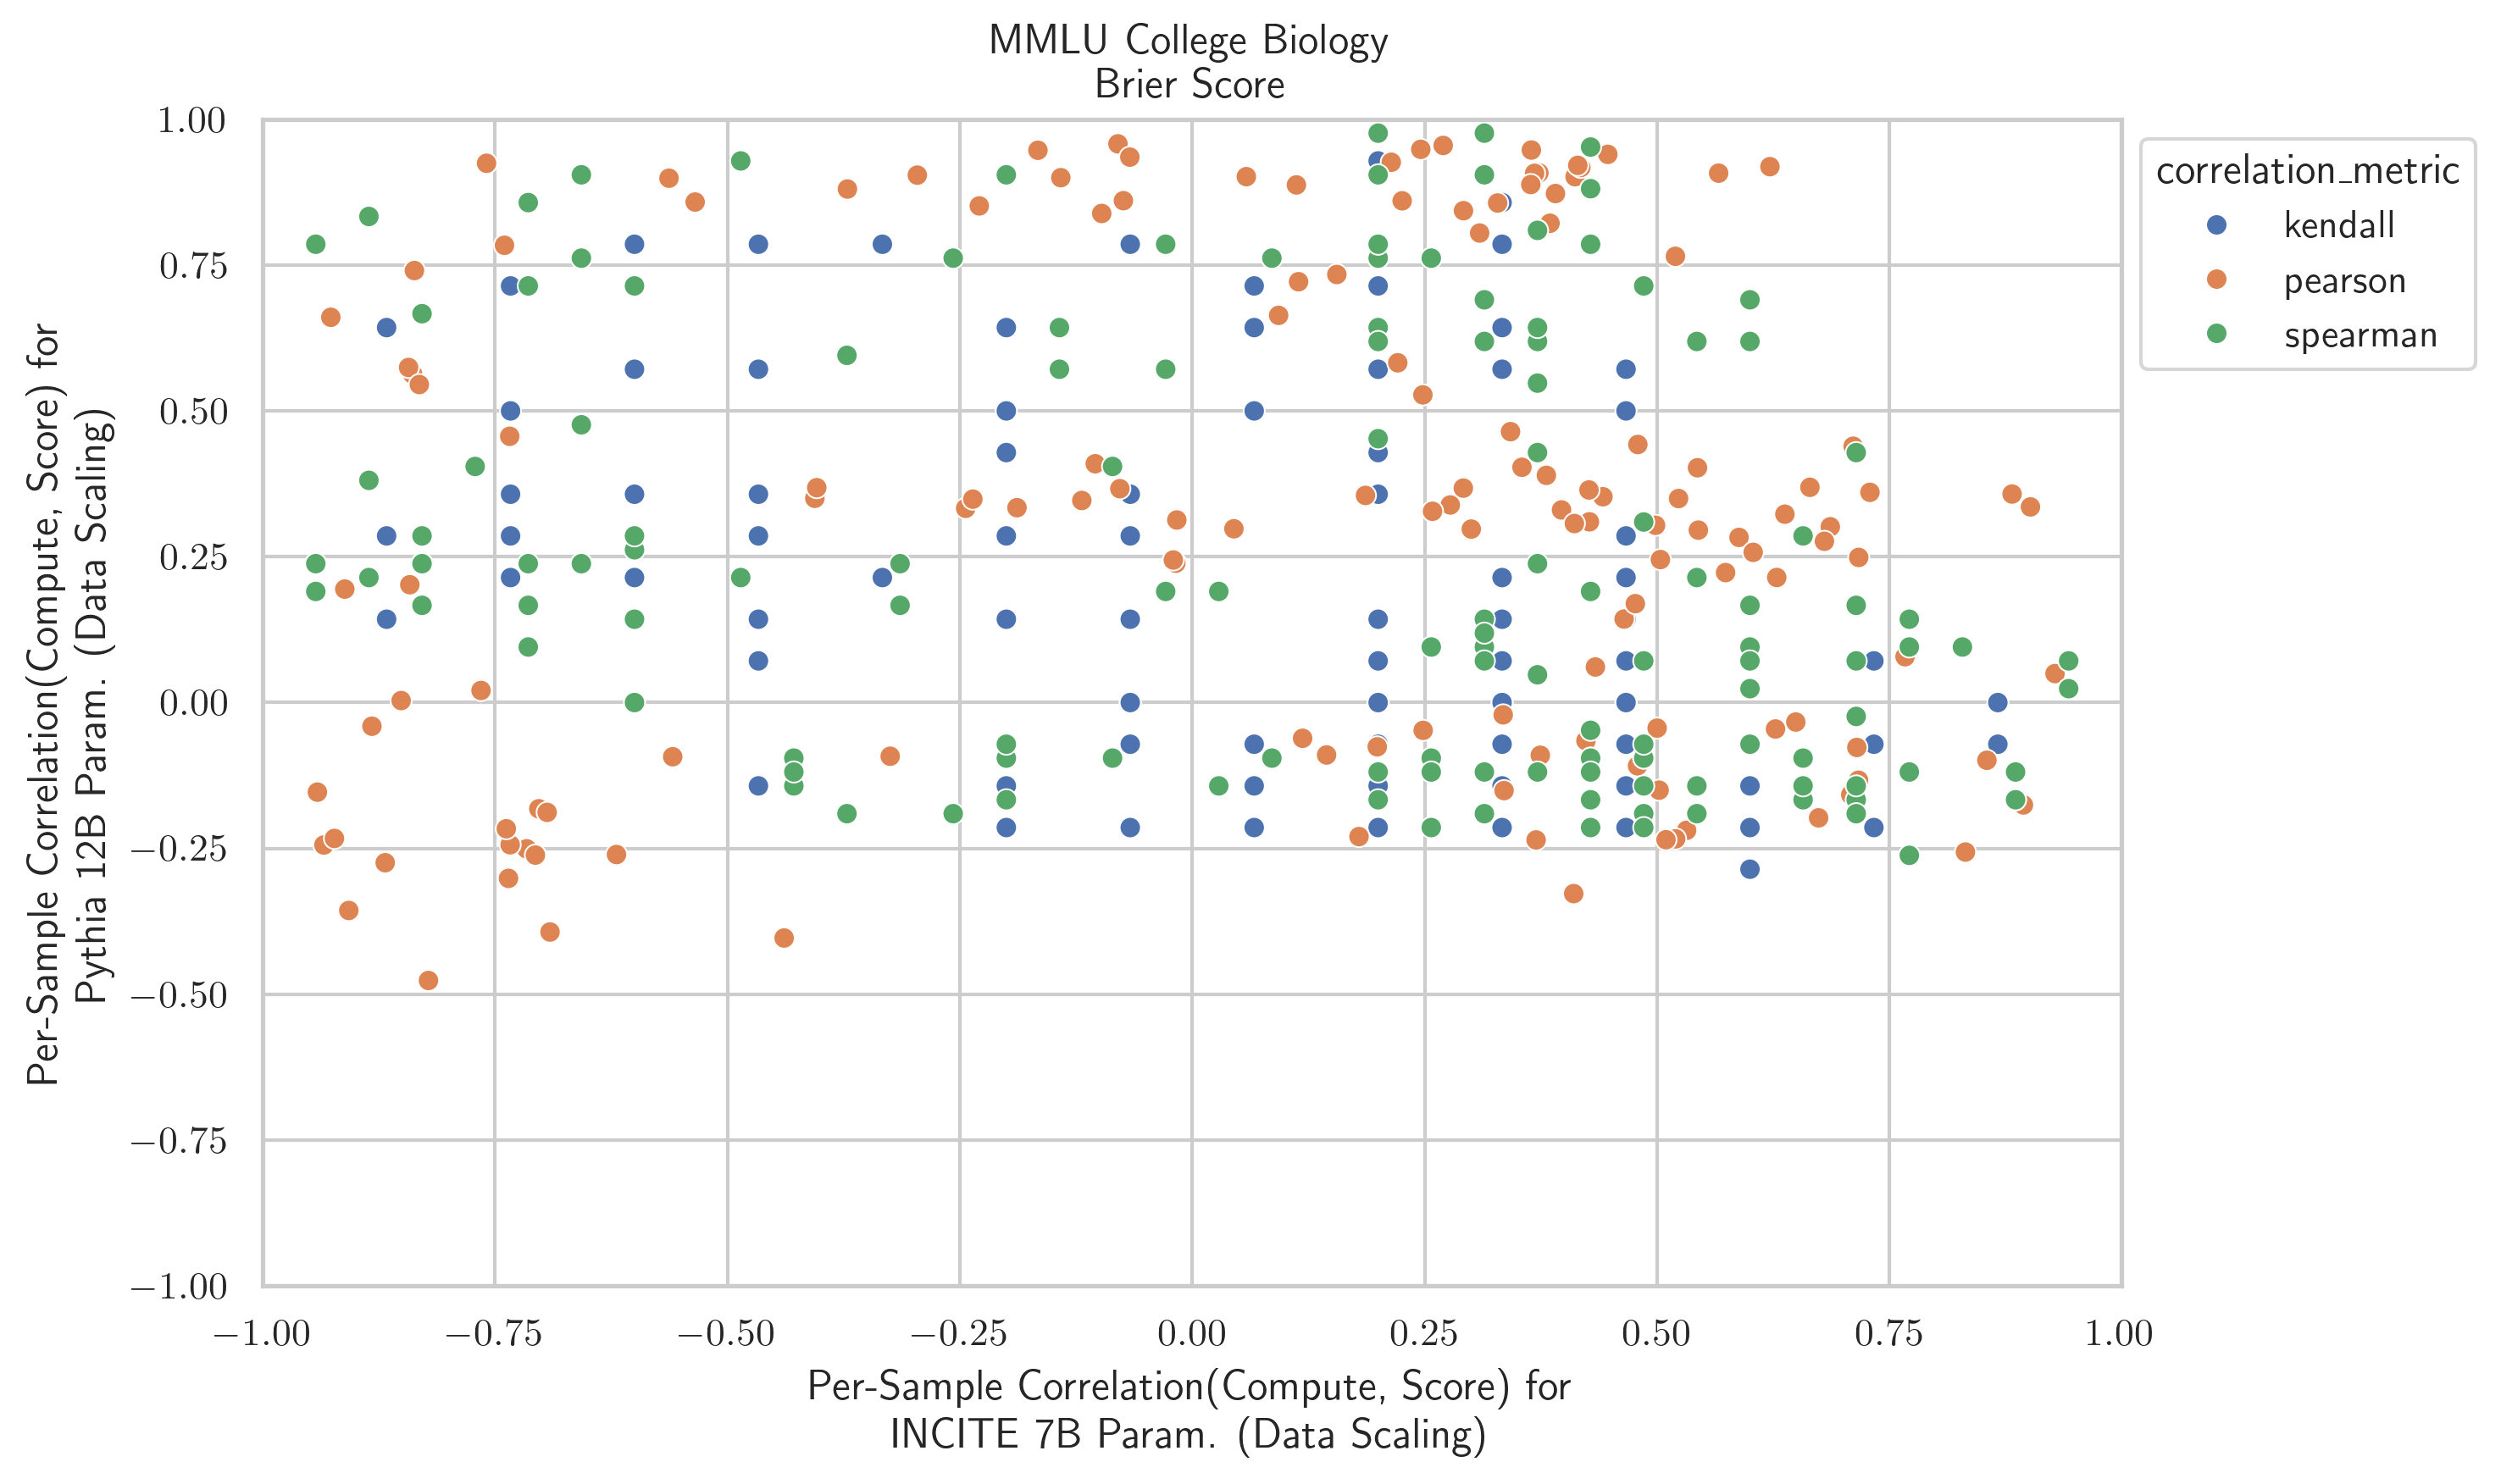 MMLU College Biology
Brier Score
Per-Sample Correlation(Compute, Score) for
Pythia 12B Param. (Data Scaling)
1.00
0.75
0.50
0.25
0.00
−0.25
−0.50
−0.75
−1.00
−1.00 −0.75 −0.50 −0.25 0.00 0.25 0.50 0.75 1.00
Per-Sample Correlation(Compute, Score) for
INCITE 7B Param. (Data Scaling)
correlation_metric
kendall
pearson
spearman